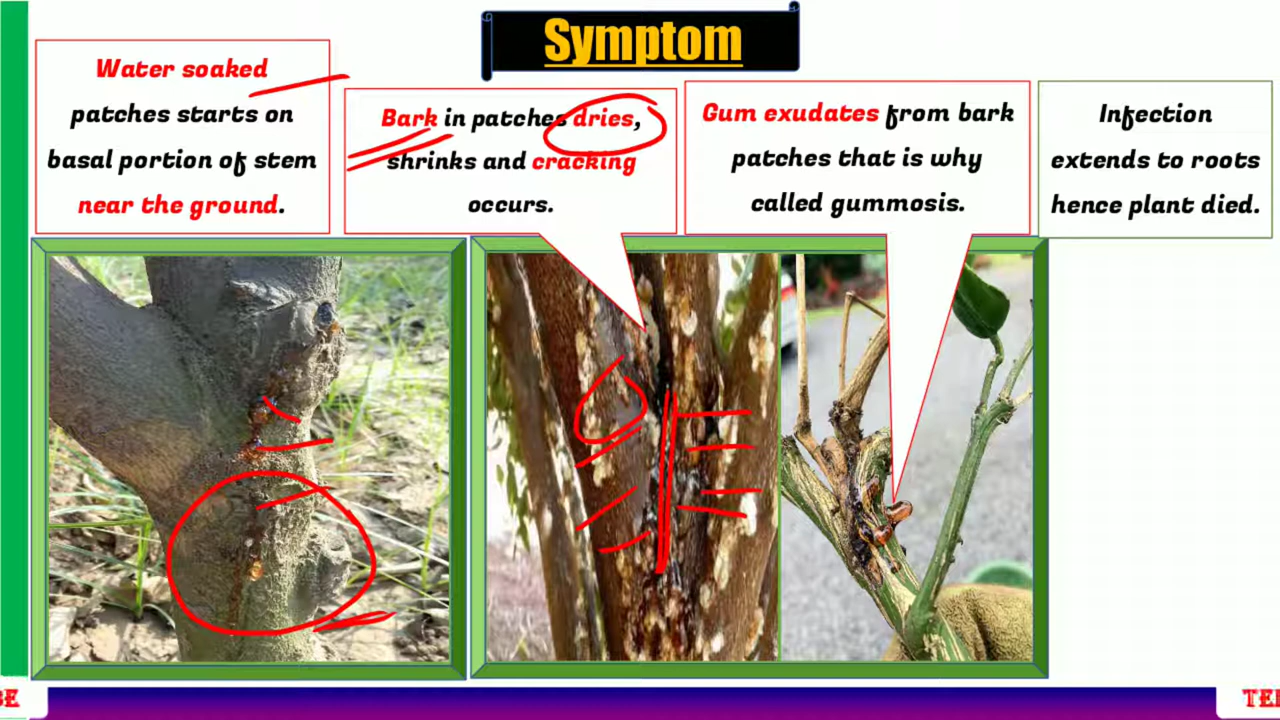 Symptom
Water soaked
patches starts on
basal portion of stem
near the ground.
Bark in patches dries,
shrinks and cracking
occurs.
Gum exudates from bark
patches that is why
called gummosis.
Infection
extends to roots
hence plant died.